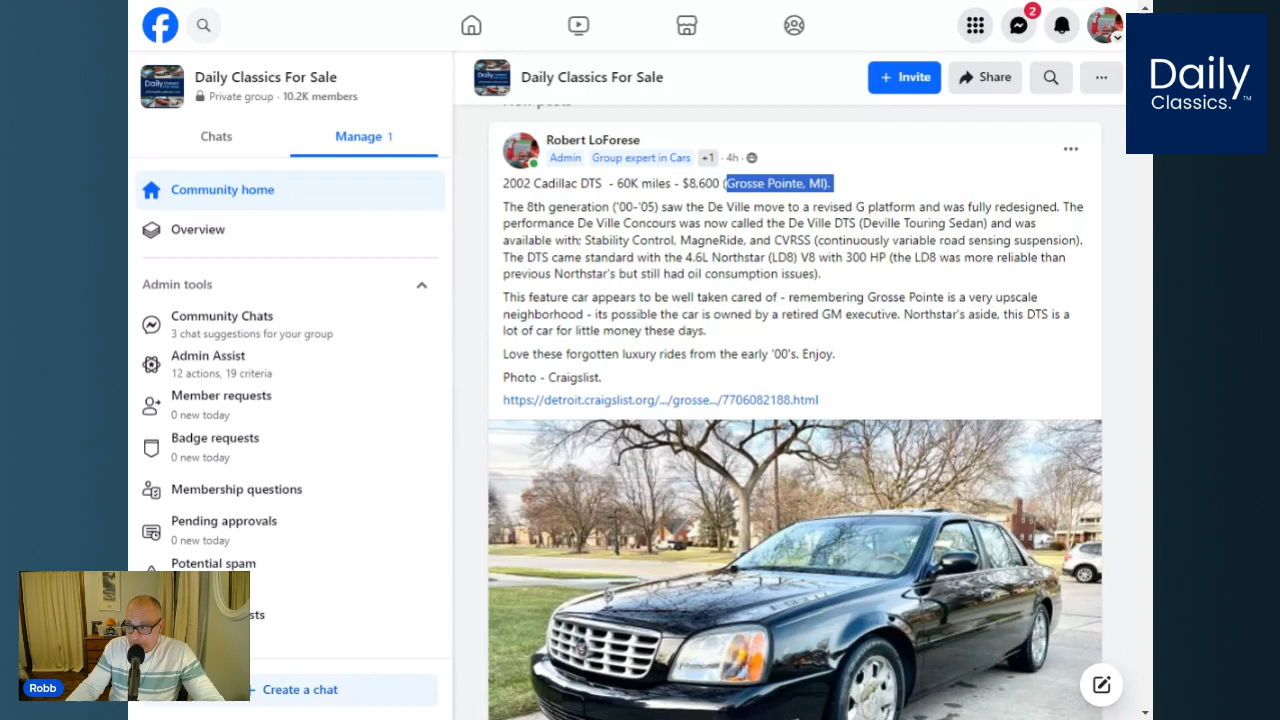 2
Daily Classics For Sale
Private group · 10.2K members
Chats
Manage 1
Community home
Overview
Admin tools
Community Chats
3 chat suggestions for your group
Admin Assist
12 actions, 19 criteria
Member requests
0 new today
Badge requests
0 new today
Membership questions
Pending approvals
0 new today
Potential spam
sts
Create a chat
Robb
Daily Classics For Sale
+ Invite
Share
Daily
Classics.™
Robert LoForese
Admin Group expert in Cars +1 · 4h ·
2002 Cadillac DTS - 60K miles - $8,600 (Grosse Pointe, MI).
The 8th generation ('00-'05) saw the De Ville move to a revised G platform and was fully redesigned. The
performance De Ville Concours was now called the De Ville DTS (Deville Touring Sedan) and was
available with: Stability Control, MagneRide, and CVRSS (continuously variable road sensing suspension).
The DTS came standard with the 4.6L Northstar (LD8) V8 with 300 HP (the LD8 was more reliable than
previous Northstar's but still had oil consumption issues).
This feature car appears to be well taken cared of - remembering Grosse Pointe is a very upscale
neighborhood - its possible the car is owned by a retired GM executive. Northstar's aside, this DTS is a
lot of car for little money these days.
Love these forgotten luxury rides from the early '00's. Enjoy.
Photo - Craigslist.
https://detroit.craigslist.org/.../grosse.../7706082188.html